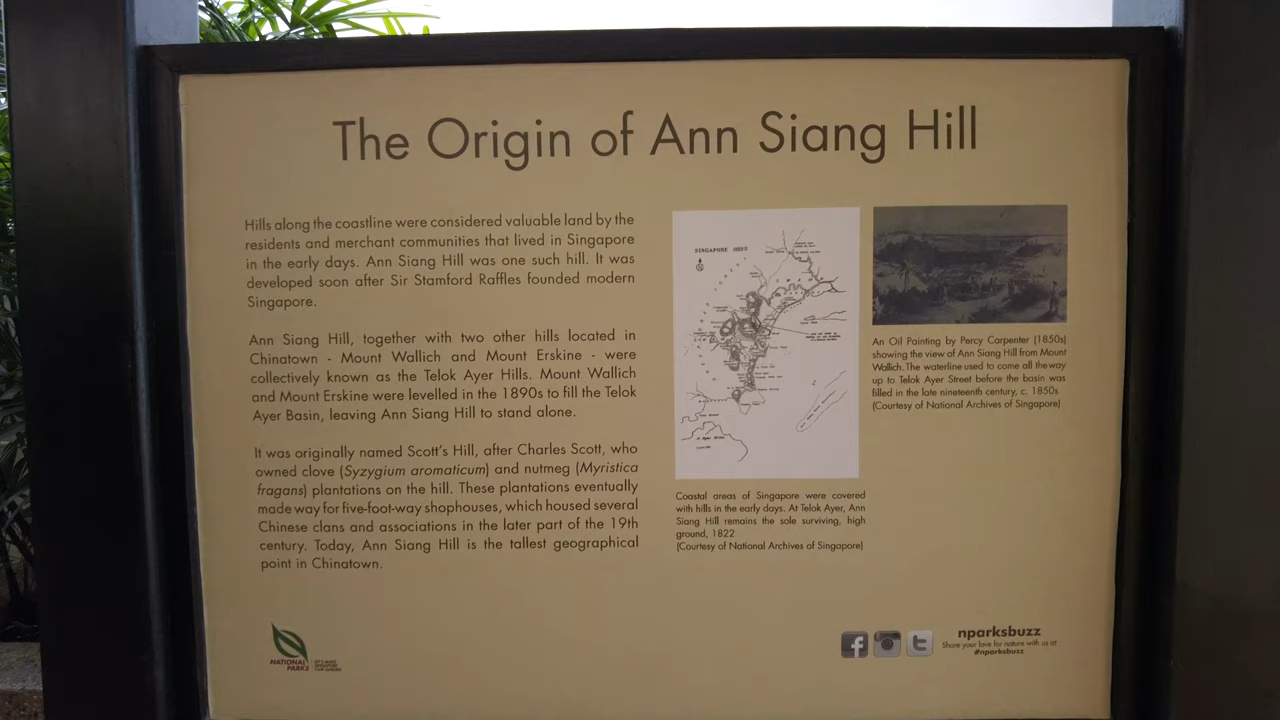 The Origin of Ann Siang Hill
Hills along the coastline were considered valuable land by the
residents and merchant communities that lived in Singapore
in the early days. Ann Siang Hill was one such hill. It was
developed soon after Sir Stamford Raffles founded modern
Singapore.
Ann Siang Hill, together with two other hills located in
Chinatown - Mount Wallich and Mount Erskine - were
collectively known as the Telok Ayer Hills. Mount Wallich
and Mount Erskine were levelled in the 1890s to fill the Telok
Ayer Basin, leaving Ann Siang Hill to stand alone.
It was originally named Scott's Hill, after Charles Scott, who
owned clove (Syzygium aromaticum) and nutmeg (Myristica
fragans) plantations on the hill. These plantations eventually
made way for five-foot-way shophouses, which housed several
Chinese clans and associations in the later part of the 19th
century. Today, Ann Siang Hill is the tallest geographical
point in Chinatown.
SINGAPORE
Coastal areas of Singapore were covered
with hills in the early days. At Telok Ayer, Ann
Siang Hill remains the sole surviving, high
ground, 1822
(Courtesy of National Archives of Singapore)
An Oil Painting by Percy Carpenter (1850s)
showing the view of Ann Siang Hill from Mount
Wallich. The waterline used to come all the way
up to Telok Ayer Street before the basin was
filled in the late nineteenth century, c. 1850s
(Courtesy of National Archives of Singapore)
NATIONAL
PARKS
LET'S MAKE
SINGAPORE
OUR GARDEN
nparksbuzz
Share your love for nature with us at
#nparksbuzz